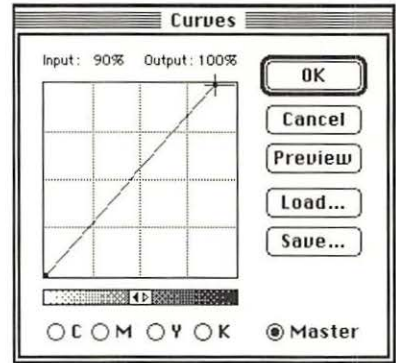 Curves
Input: 90% Output: 100%
OK
Cancel
Preview
Load...
Save...
C M Y K Master